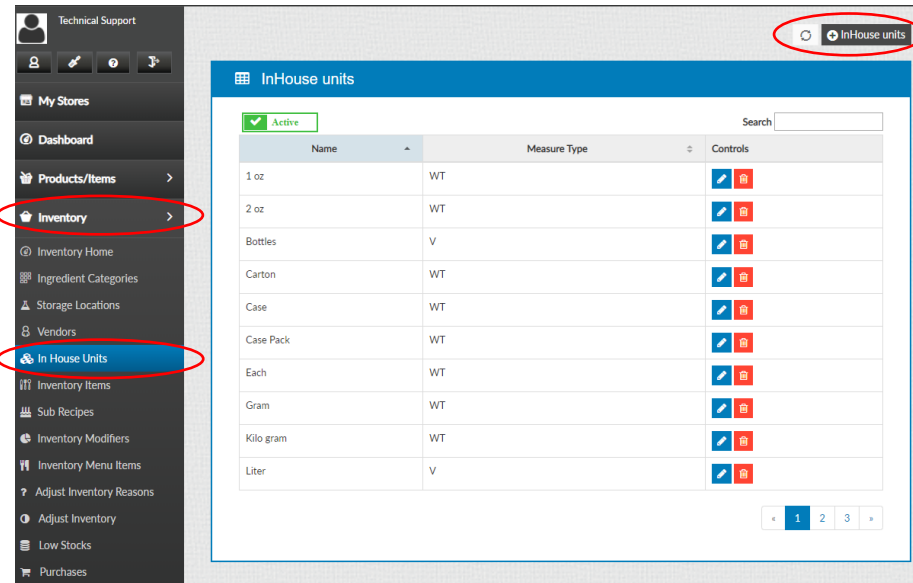 Technical Support
My Stores
Dashboard
Products/Items
Inventory
Inventory Home
Ingredient Categories
Storage Locations
Vendors
In House Units
Inventory Items
Sub Recipes
Inventory Modifiers
Inventory Menu Items
Adjust Inventory Reasons
Adjust Inventory
Low Stocks
Purchases
InHouse units
InHouse units
Active
Search
Name Measure Type Controls
1 oz WT
2 oz WT
Bottles V
Carton WT
Case WT
Case Pack WT
Each WT
Gram WT
Kilo gram WT
Liter V
« 1 2 3 »